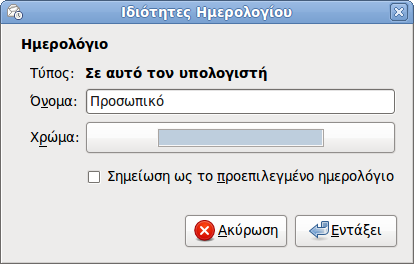 Ιδιότητες Ημερολογίου
Ημερολόγιο
Τύπος: Σε αυτό τον υπολογιστή
Όνομα: Προσωπικό
Χρώμα:
Σημείωση ως το προεπιλεγμένο ημερολόγιο
Ακύρωση Εντάξει